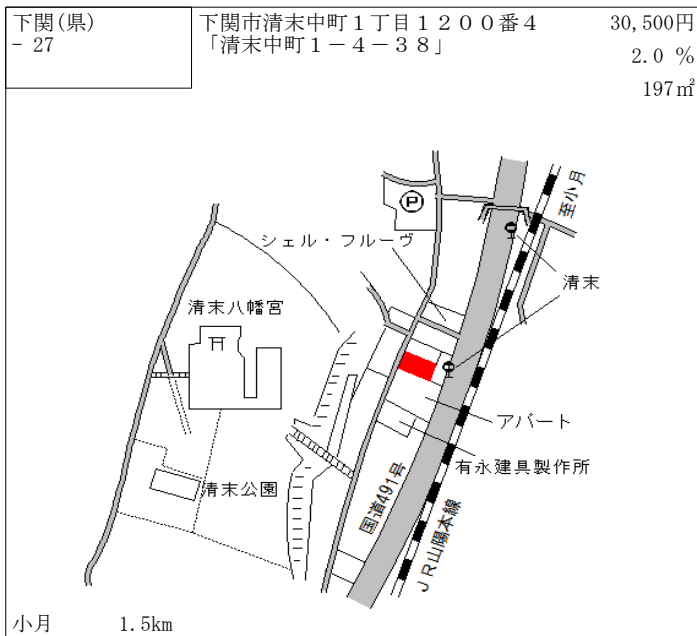 下関(県)
- 27
下関市清末中町１丁目１２００番４
「清末中町１－４－38」
30,500円
2.0 %
197㎡
P
至小月
シェル・フルーヴ
清末
清末八幡宮
アパート
有永建具製作所
清末公園
国道491号
ＪＲ山陽本線
小月 1.5km